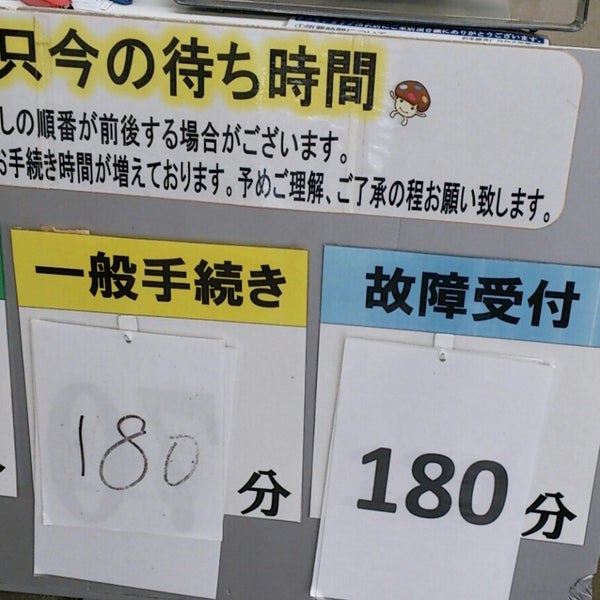 只今の待ち時間
しの順番が前後する場合がございます。
お手続き時間が増えております。予めご理解、ご了承の程お願い致します。
一般手続き
180
分
故障受付
180
分